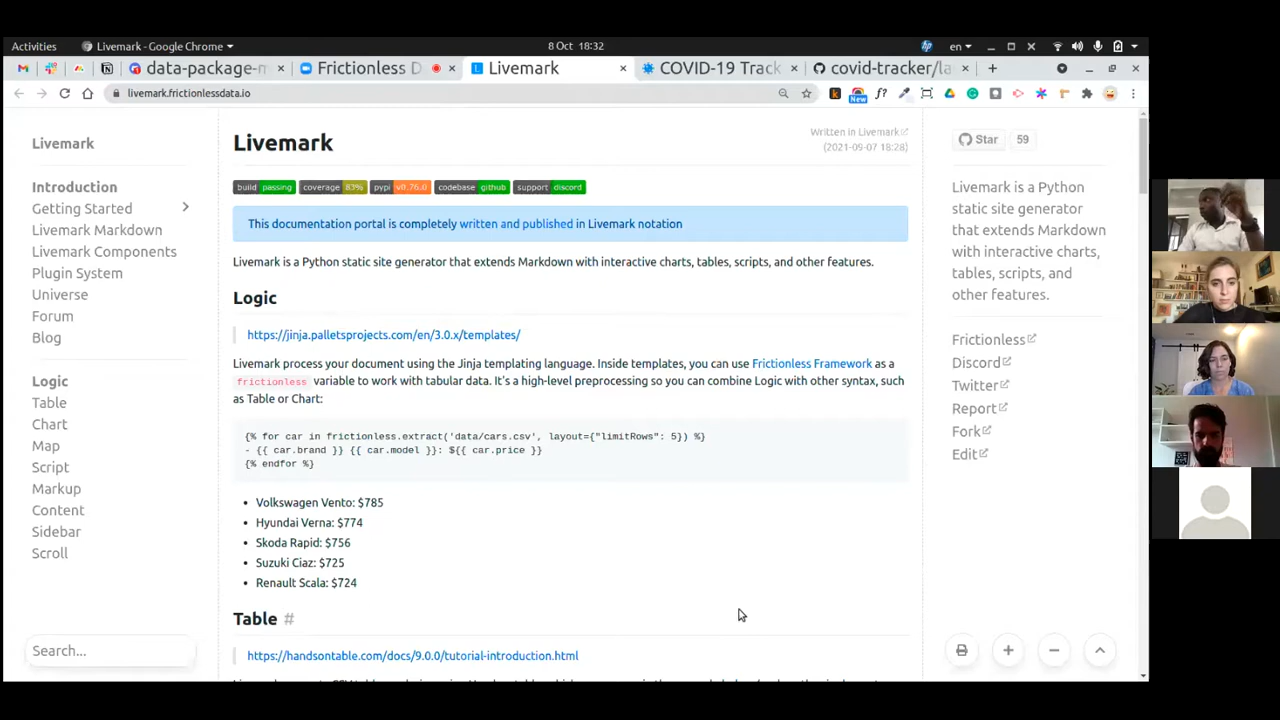 Activities
Livemark - Google Chrome
8 Oct 18:32
en
data-package-m
Frictionless D
Livemark
COVID-19 Track
covid-tracker/la
livemark.frictionlessdata.io
New
f?
Livemark
Introduction
Getting Started
Livemark Markdown
Livemark Components
Plugin System
Universe
Forum
Blog
Logic
Table
Chart
Map
Script
Markup
Content
Sidebar
Scroll
Search...
Livemark
Written in Livemark
(2021-09-07 18:28)
build passing coverage 83% pypi v0.76.0 codebase github support discord
This documentation portal is completely written and published in Livemark notation
Livemark is a Python static site generator that extends Markdown with interactive charts, tables, scripts, and other features.
Logic
https://jinja.palletsprojects.com/en/3.0.x/templates/
Livemark process your document using the Jinja templating language. Inside templates, you can use Frictionless Framework as a
frictionless variable to work with tabular data. It's a high-level preprocessing so you can combine Logic with other syntax, such
as Table or Chart:
{% for car in frictionless.extract('data/cars.csv', layout={"limitRows": 5}) %}
- {{ car.brand }} {{ car.model }}: ${{ car.price }}
{% endfor %}
• Volkswagen Vento: $785
• Hyundai Verna: $774
• Skoda Rapid: $756
• Suzuki Ciaz: $725
• Renault Scala: $724
Table #
https://handsontable.com/docs/9.0.0/tutorial-introduction.html
Star 59
Livemark is a Python
static site generator
that extends Markdown
with interactive charts,
tables, scripts, and
other features.
Frictionless
Discord
Twitter
Report
Fork
Edit